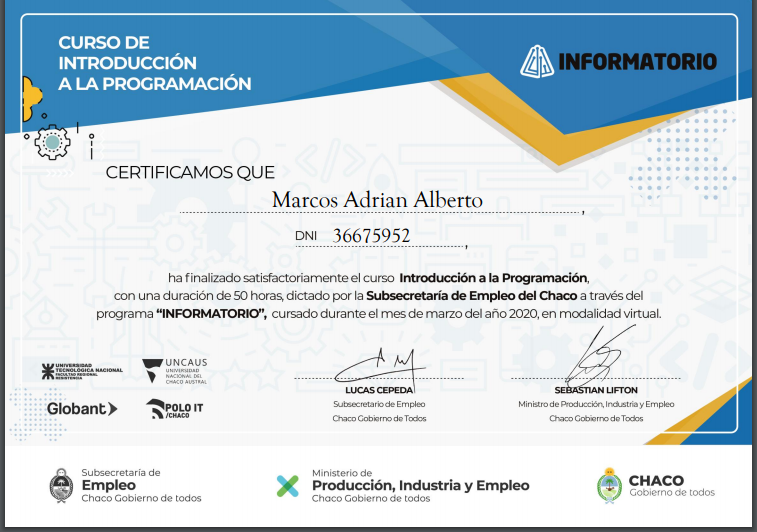 CURSO DE
INTRODUCCIÓN
A LA PROGRAMACIÓN
INFORMATORIO
CERTIFICAMOS QUE
Marcos Adrian Alberto,
DNI 36675952,
ha finalizado satisfactoriamente el curso Introducción a la Programación,
con una duración de 50 horas, dictado por la Subsecretaría de Empleo del Chaco a través del
programa “INFORMATORIO”, cursado durante el mes de marzo del año 2020, en modalidad virtual.
UNIVERSIDAD
TECNOLÓGICA NACIONAL
FACULTAD REGIONAL
RESISTENCIA
UNCAUS
UNIVERSIDAD
NACIONAL DEL
CHACO AUSTRAL
Globant
POLO IT
/CHACO
LUCAS CEPEDA
Subsecretario de Empleo
Chaco Gobierno de Todos
SEBASTIAN LIFTON
Ministro de Producción, Industria y Empleo
Chaco Gobierno de Todos
Subsecretaría de
Empleo
Chaco Gobierno de todos
Ministerio de
Producción, Industria y Empleo
Chaco Gobierno de todos
CHACO
Gobierno de todos